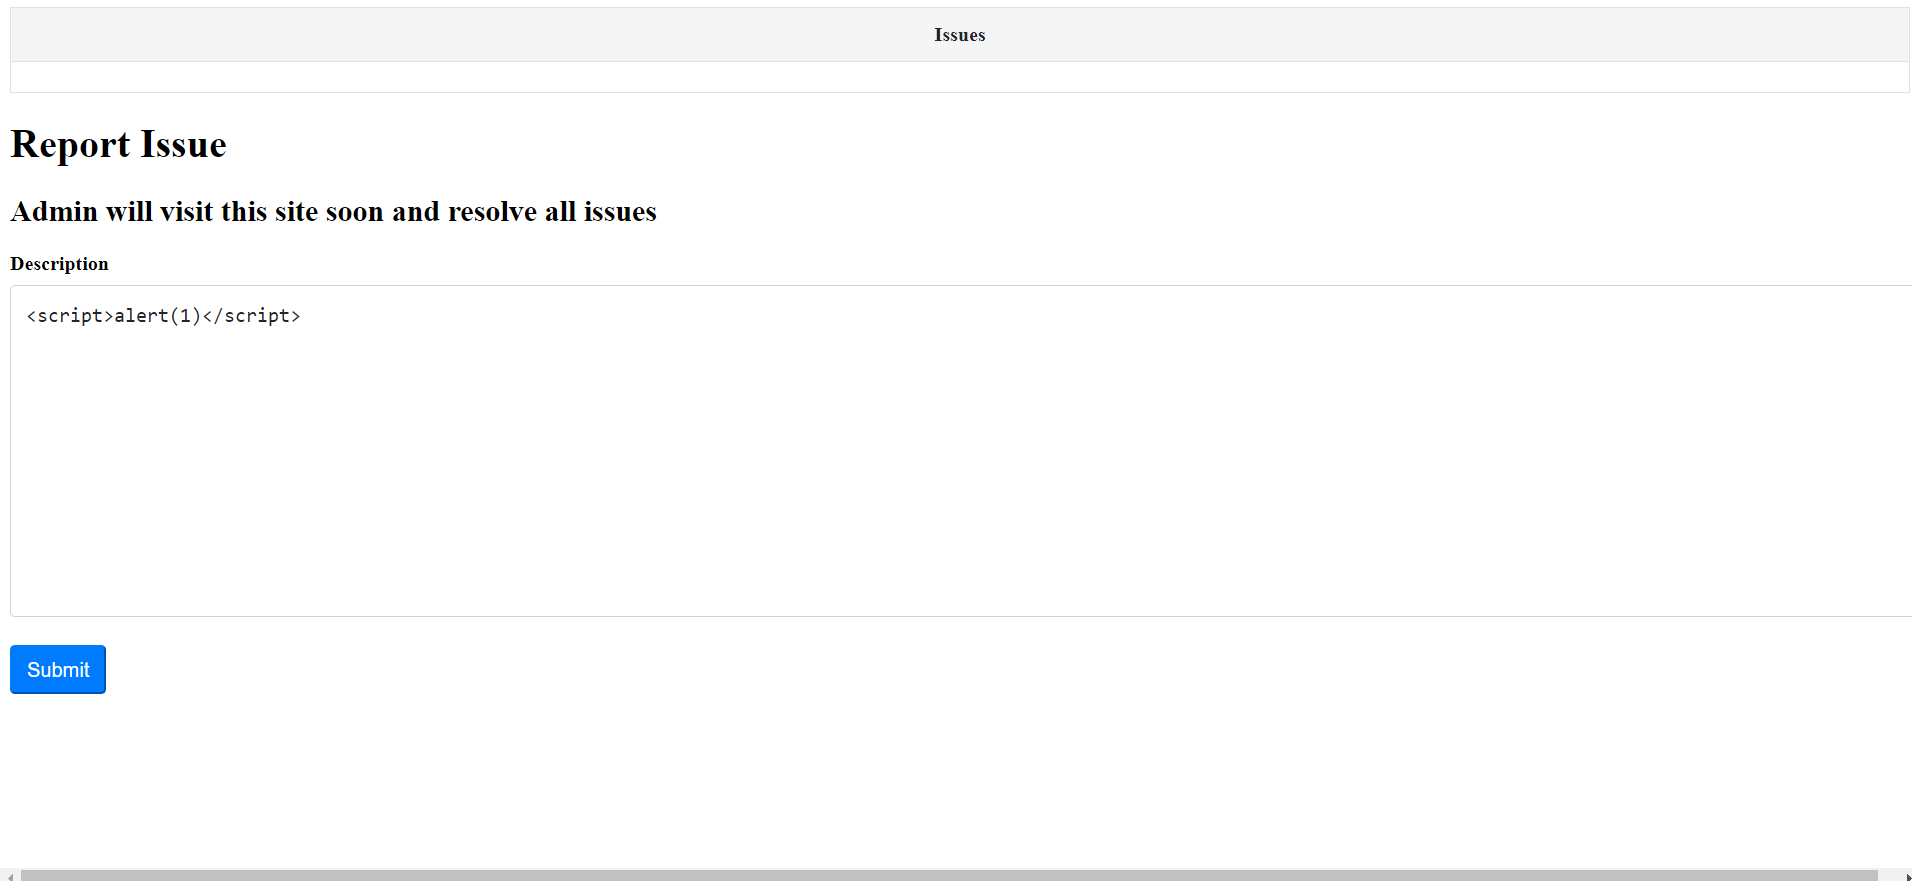 Issues
Report Issue
Admin will visit this site soon and resolve all issues
Description
<script>alert(1)</script>
Submit